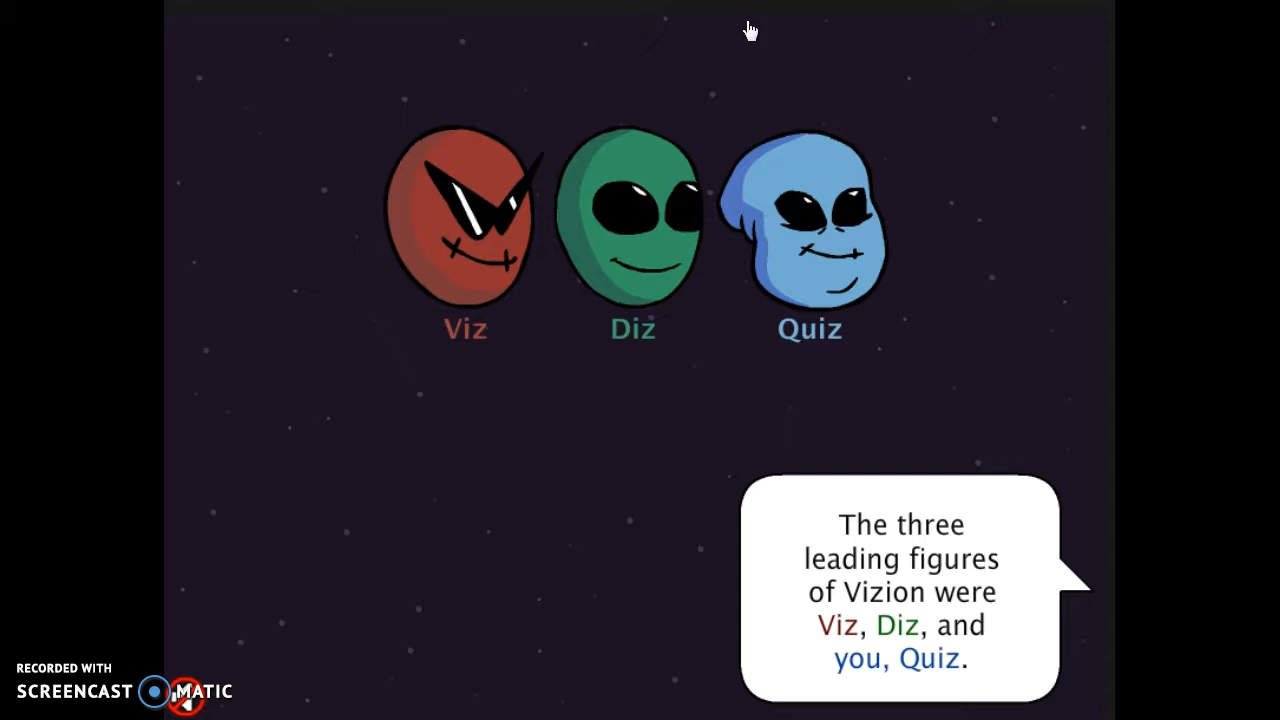 Viz
Diz
Quiz
The three
leading figures
of Vizion were
Viz, Diz, and
you, Quiz.
RECORDED WITH
SCREENCAST MATIC